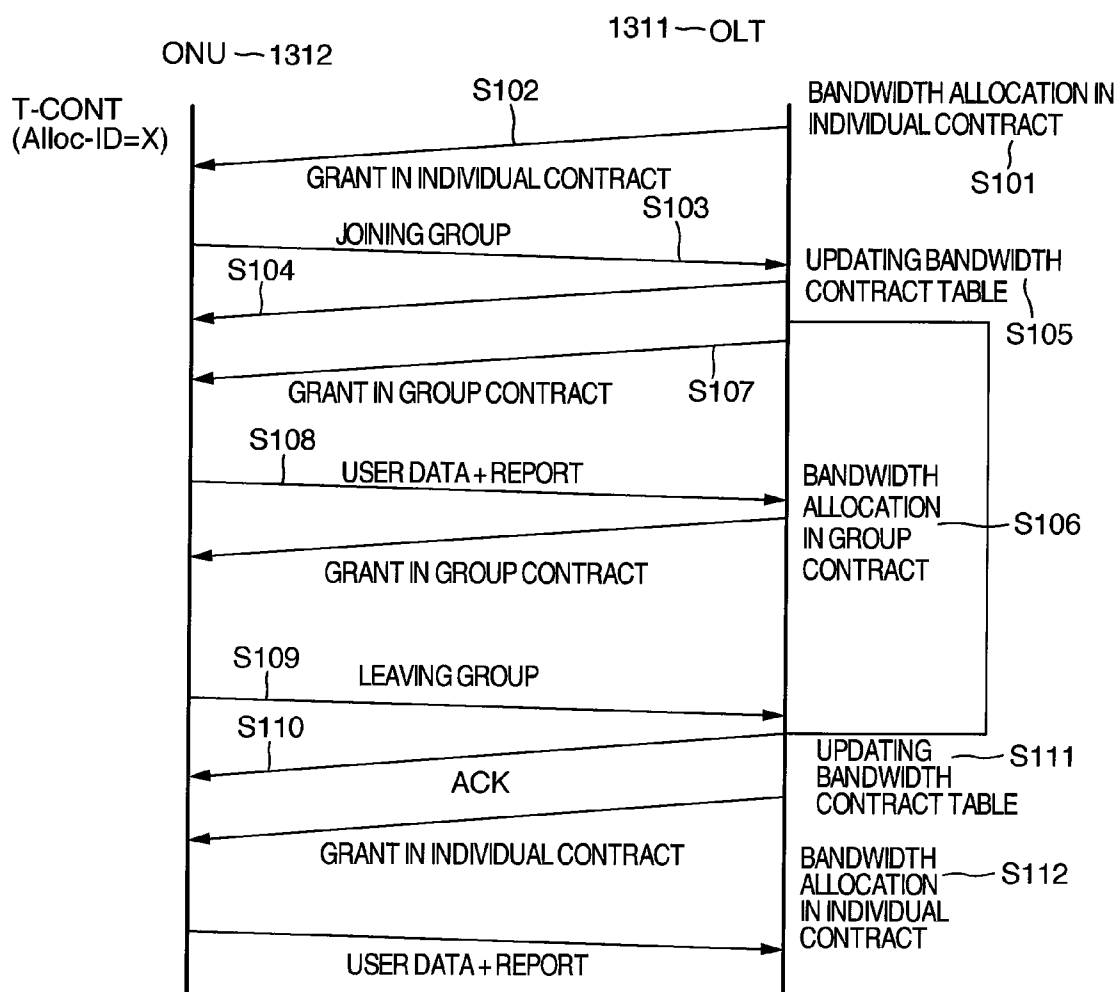 1311 OLT
ONU 1312
T-CONT
(Alloc-ID=X)
S102
BANDWIDTH ALLOCATION IN
INDIVIDUAL CONTRACT
GRANT IN INDIVIDUAL CONTRACT
S101
S103
JOINING GROUP
S104
UPDATING BANDWIDTH
CONTRACT TABLE
S105
S107
GRANT IN GROUP CONTRACT
S108
USER DATA + REPORT
BANDWIDTH
ALLOCATION
IN GROUP
CONTRACT
S106
GRANT IN GROUP CONTRACT
S109
LEAVING GROUP
S110
ACK
UPDATING
BANDWIDTH
CONTRACT TABLE
S111
GRANT IN INDIVIDUAL CONTRACT
BANDWIDTH
ALLOCATION
IN INDIVIDUAL
CONTRACT
S112
USER DATA + REPORT